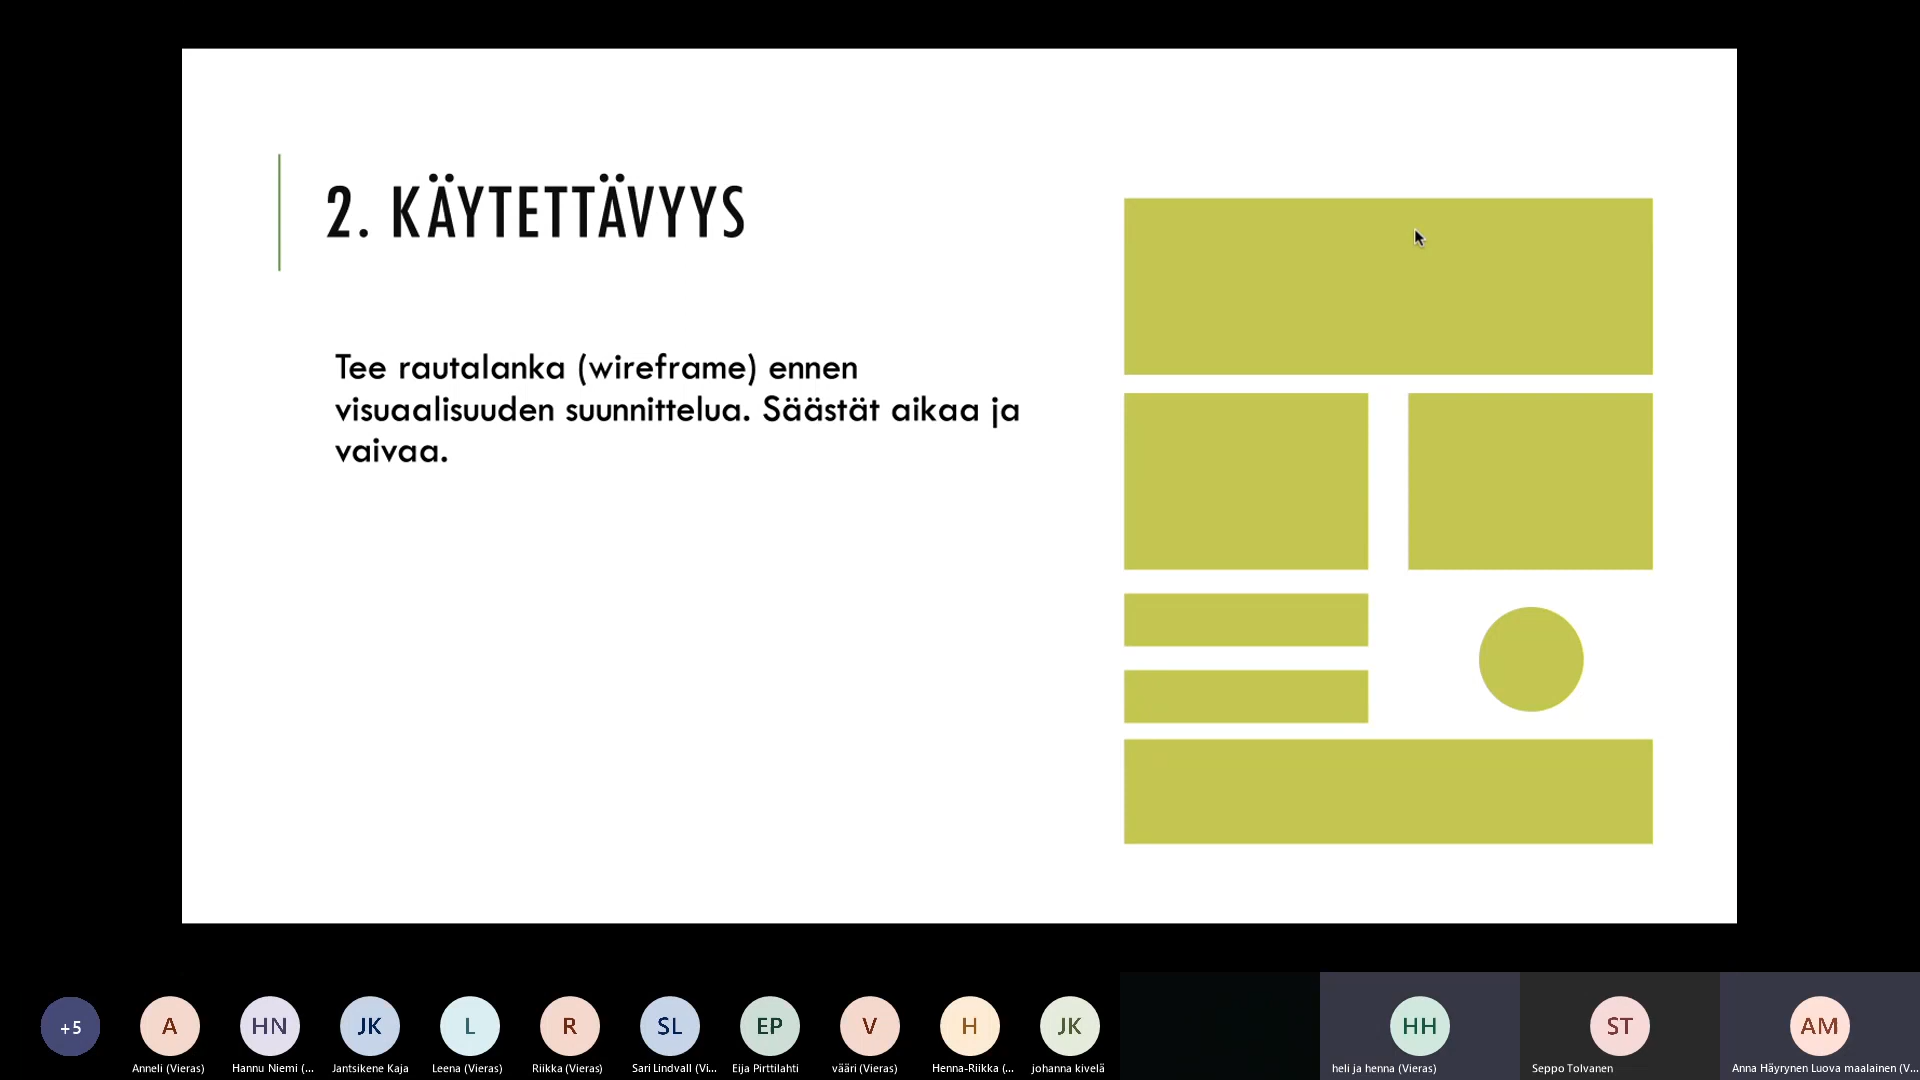 2. KÄYTETTÄVYYS
Tee rautalanka (wireframe) ennen
visuaalisuuden suunnittelua. Säästät aikaa ja
vaivaa.
+5
A
HN
JK
L
R
SL
EP
V
H
JK
HH
ST
AM
Anneli (Vieras)
Hannu Niemi (...
Jantsikene Kaja
Leena (Vieras)
Riikka (Vieras)
Sari Lindvall (Vi...
Eija Pirttilahti
vääri (Vieras)
Henna-Riikka (...
johanna kivelä
heli ja henna (Vieras)
Seppo Tolvanen
Anna Häyrynen Luova maalainen (V...